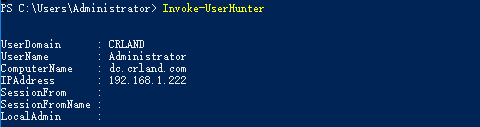 PS C:\Users\Administrator> Invoke-UserHunter
UserDomain      : CRLAND
UserName        : Administrator
ComputerName    : dc.crland.com
IPAddress       : 192.168.1.222
SessionFrom     :
SessionFromName :
LocalAdmin      :